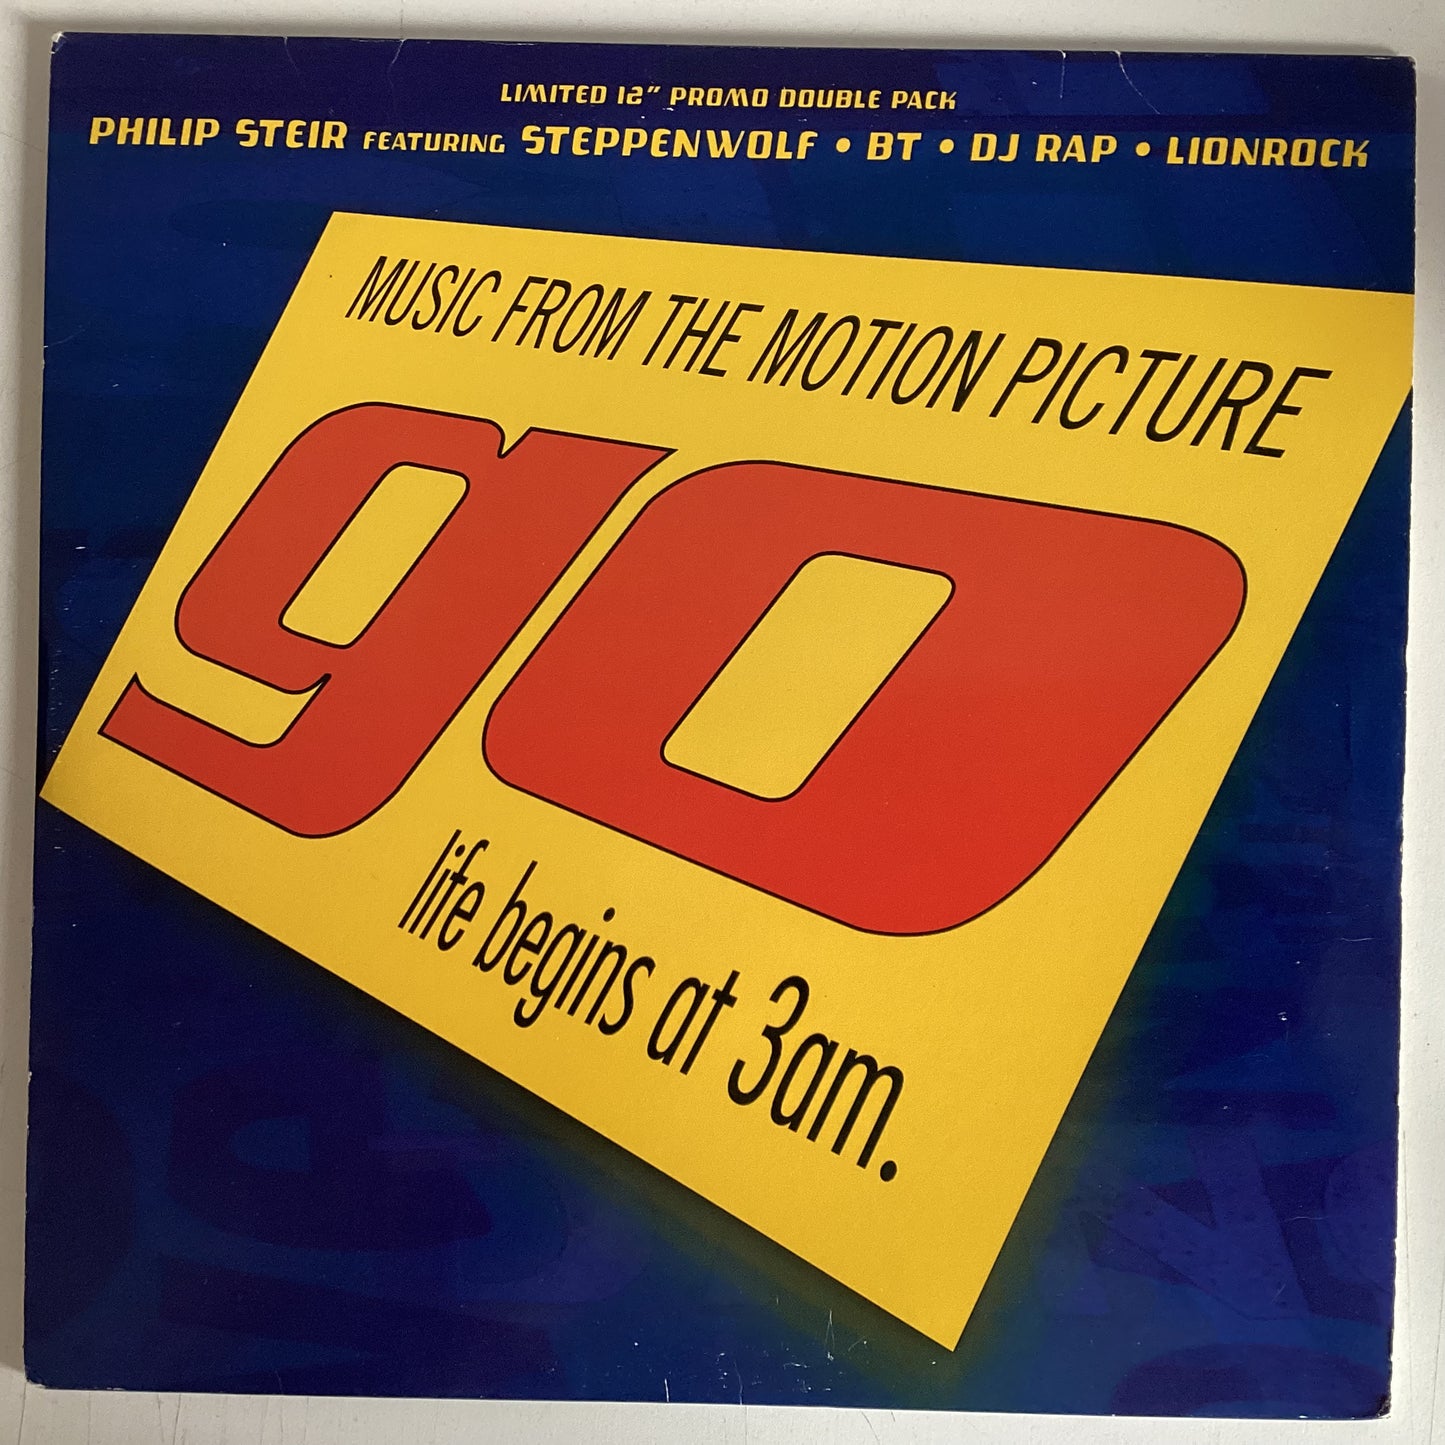 LIMITED 12" PROMO DOUBLE PACK
PHILIP STEIR FEATURING STEPPENWOLF • BT • DJ RAP • LIONROCK
MUSIC FROM THE MOTION PICTURE
go
life begins at 3am.